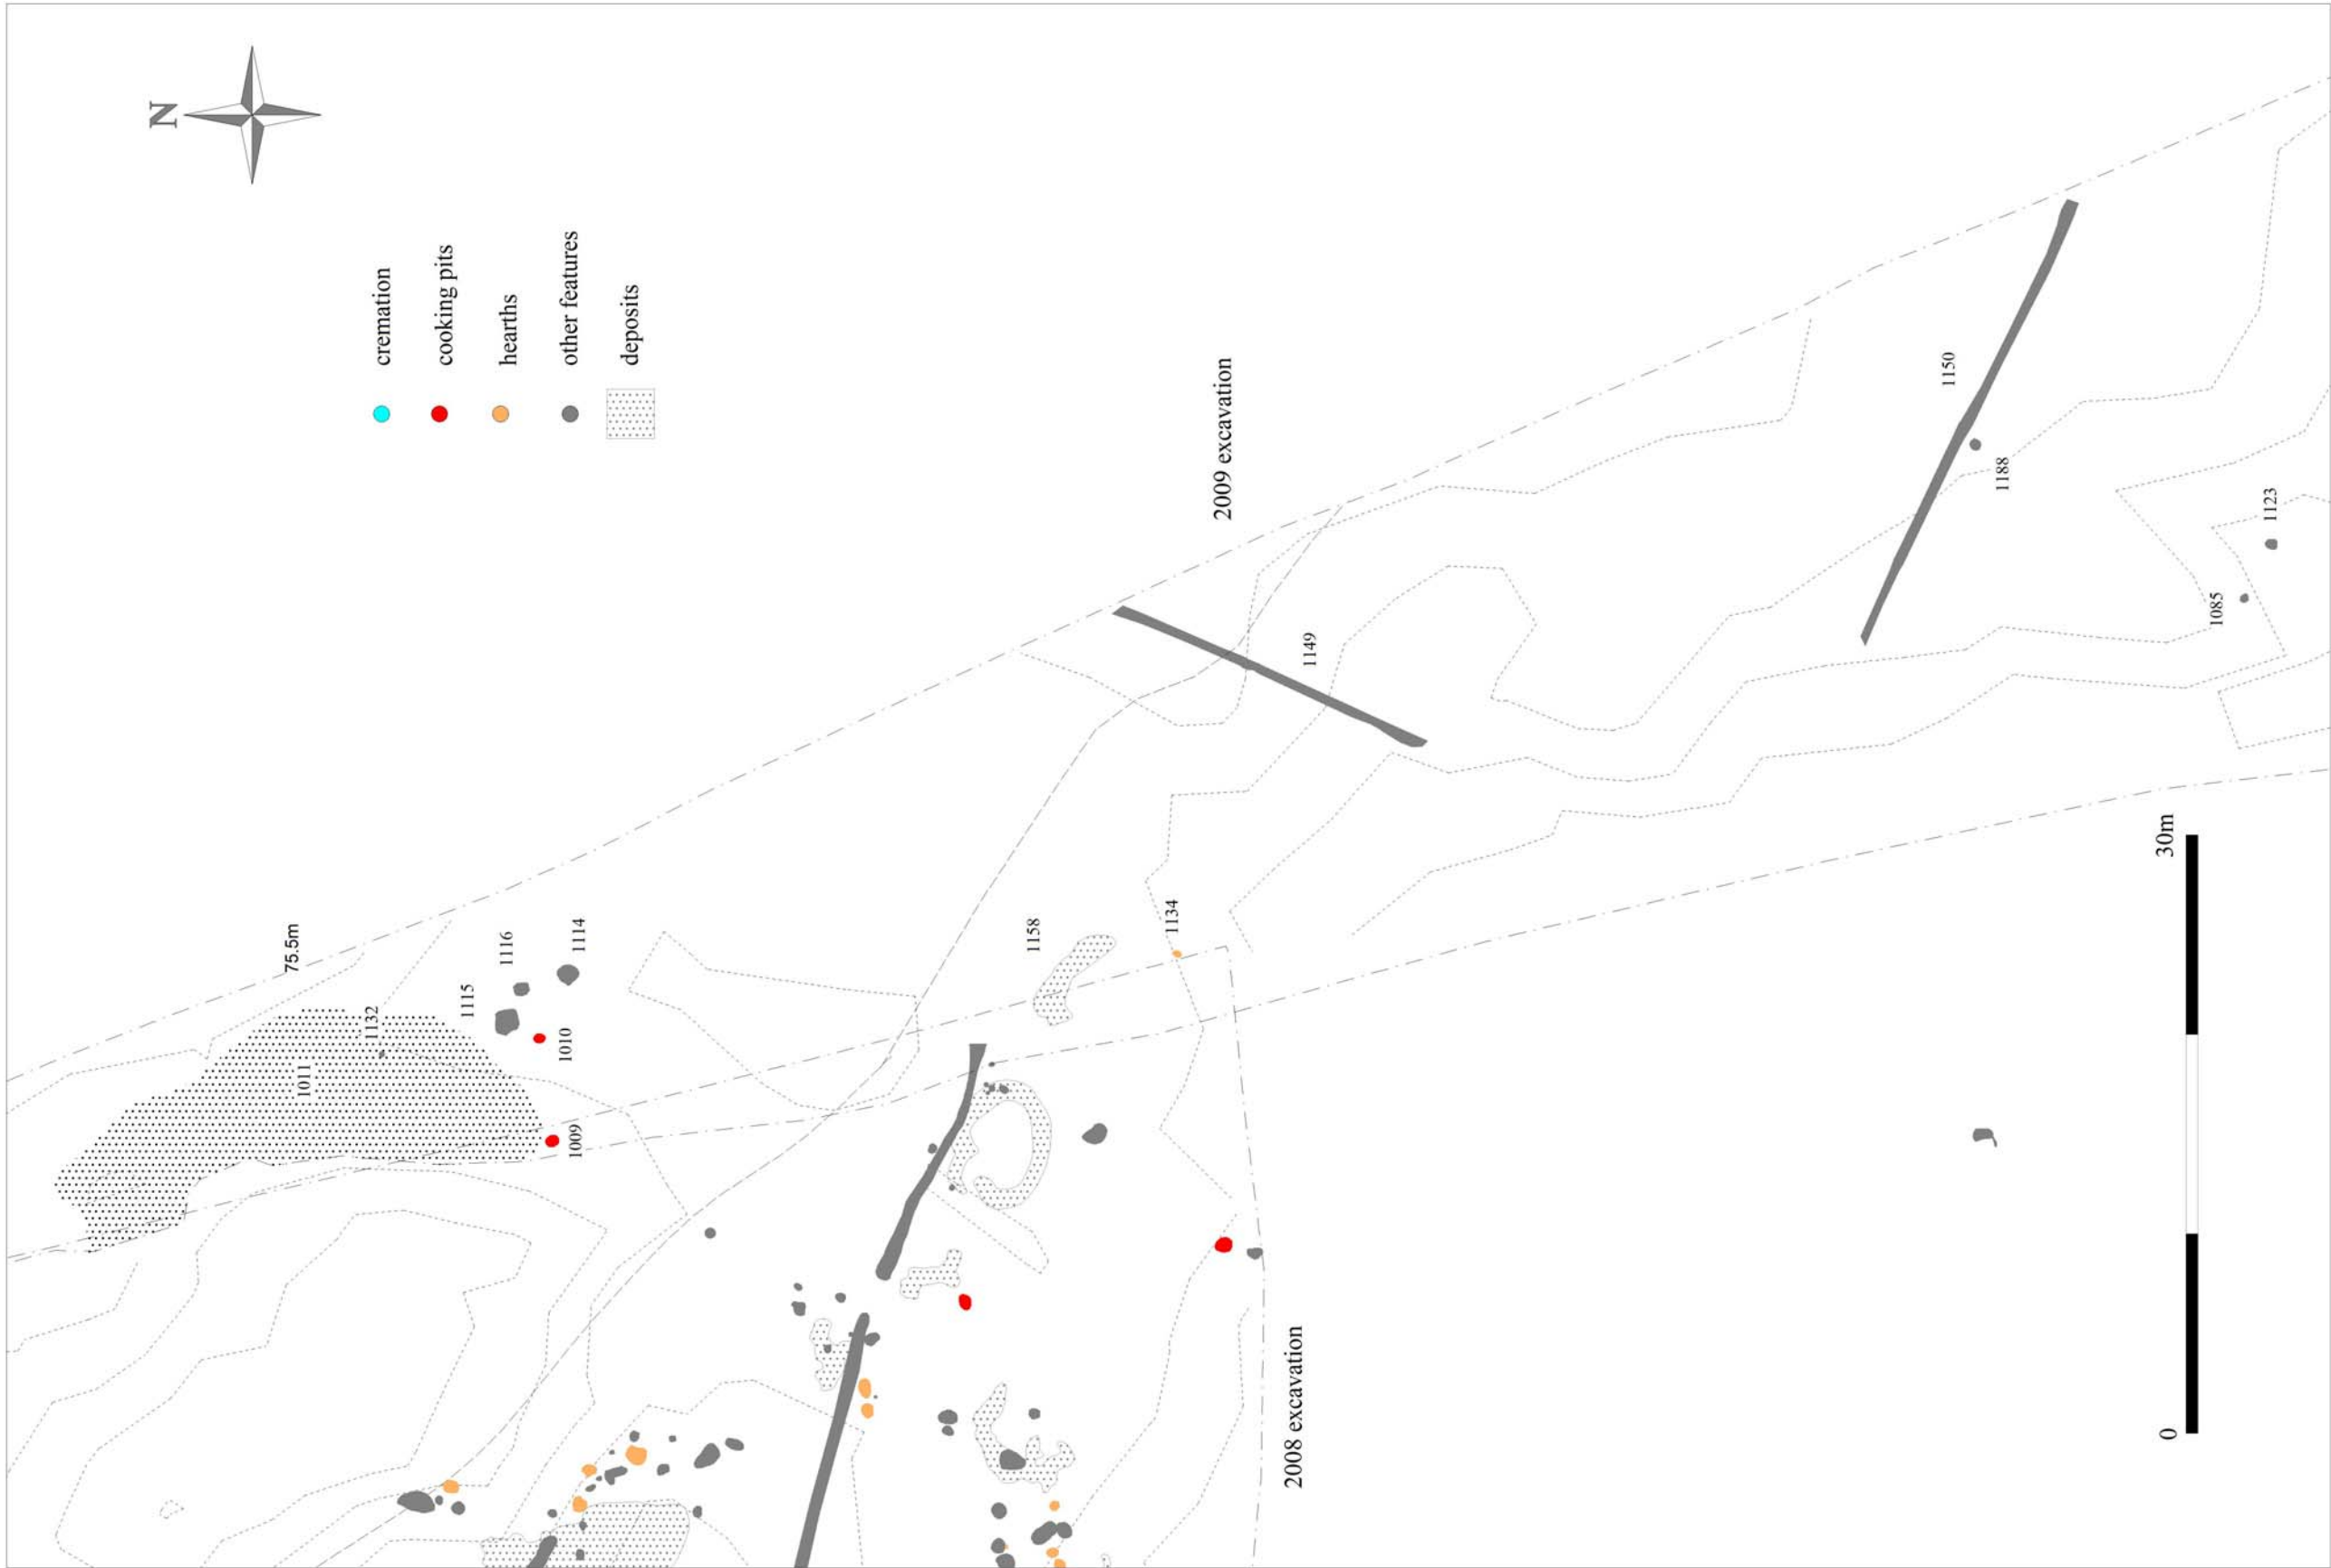 N
cremation
cooking pits
hearths
other features
deposits
2009 excavation
1150
1188
1123
1085
1149
30m
0
75.5m
1116
1114
1115
1132
1010
1011
1009
1158
1134
2008 excavation